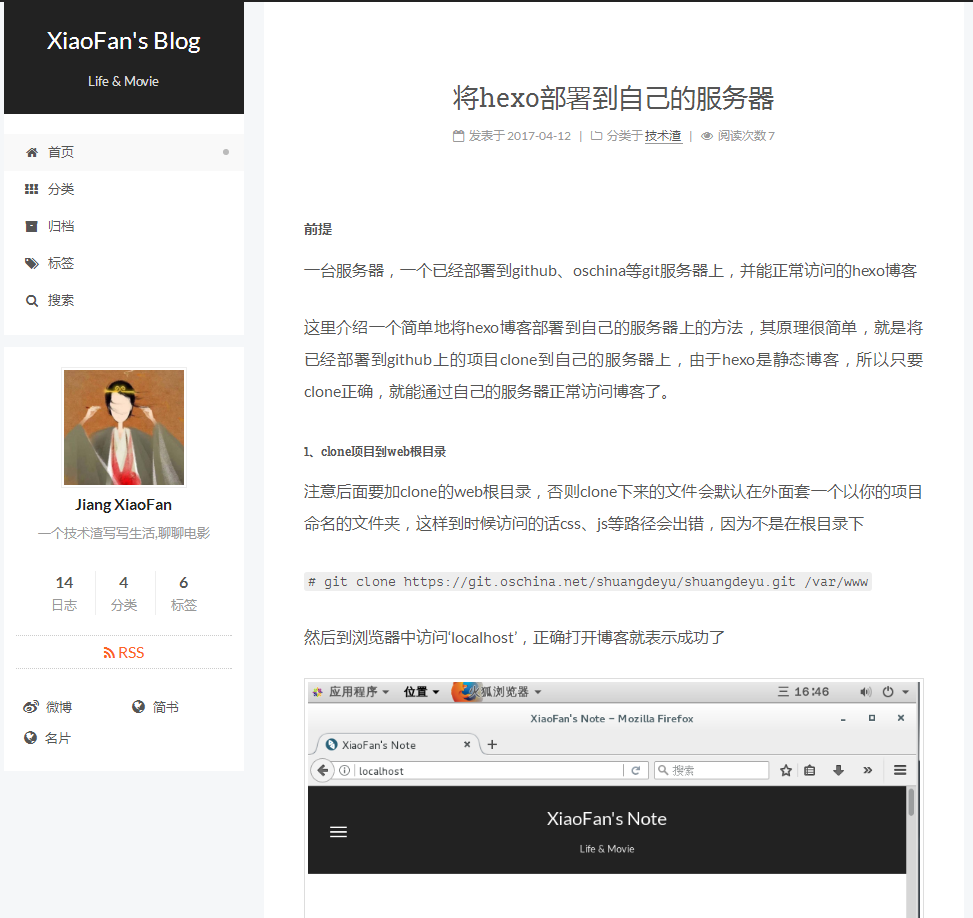 XiaoFan's Blog
Life & Movie
首页
分类
归档
标签
搜索
Jiang XiaoFan
一个技术渣写写生活,聊聊电影
14 4 6
日志 分类 标签
RSS
微博 简书
名片
将hexo部署到自己的服务器
发表于 2017-04-12 | 分类于 技术渣 | 阅读次数 7
前提
一台服务器，一个已经部署到github、oschina等git服务器上，并能正常访问的hexo博客
这里介绍一个简单地将hexo博客部署到自己的服务器上的方法，其原理很简单，就是将
已经部署到github上的项目clone到自己的服务器上，由于hexo是静态博客，所以只要
clone正确，就能通过自己的服务器正常访问博客了。
1、clone项目到web根目录
注意后面要加clone的web根目录，否则clone下来的文件会默认在外面套一个以你的项目
命名的文件夹，这样到时候访问的话css、js等路径会出错，因为不是在根目录下
# git clone https://git.oschina.net/shuangdeyu/shuangdeyu.git /var/www
然后到浏览器中访问‘localhost’，正确打开博客就表示成功了
应用程序 位置 火狐浏览器 三 16:46
XiaoFan's Note – Mozilla Firefox
XiaoFan's Note
localhost 搜索
XiaoFan's Note
Life & Movie